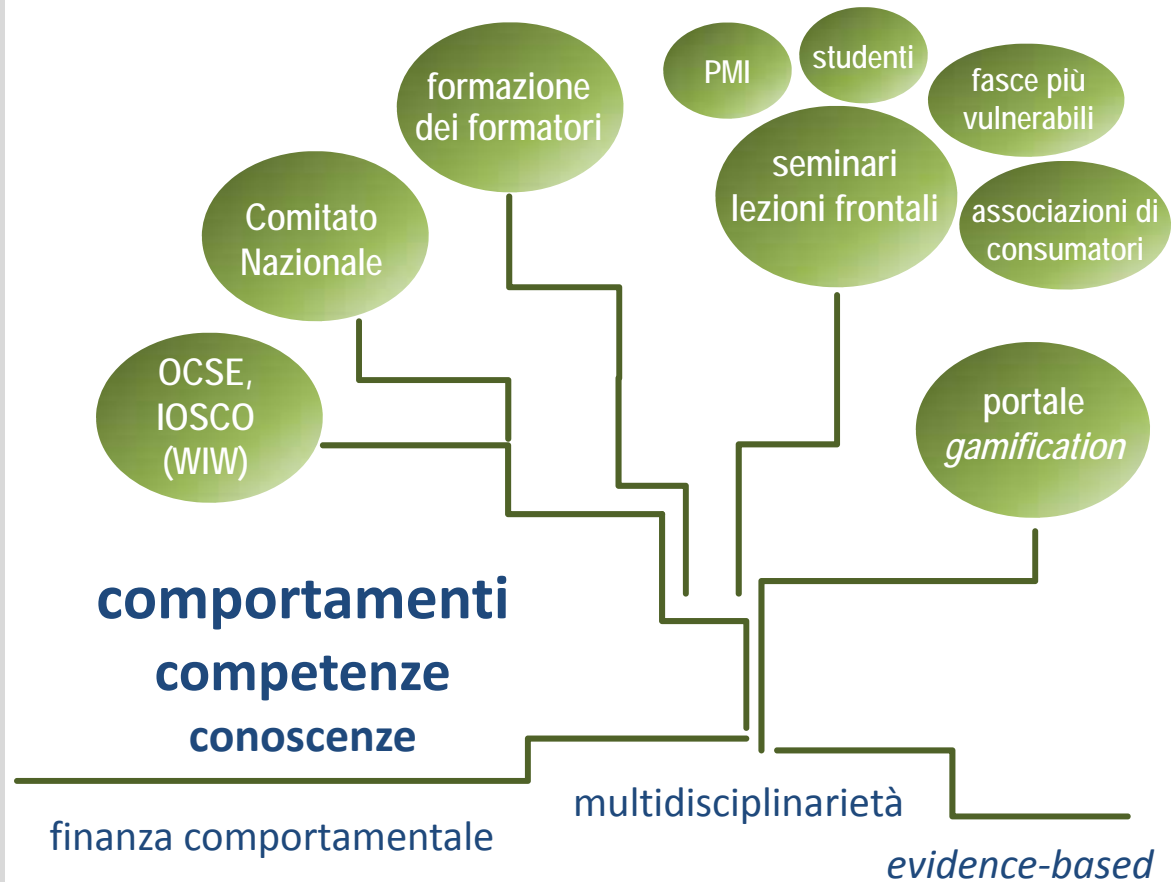 formazione
dei formatori
PMI
studenti
fasce più
vulnerabili
seminari
lezioni frontali
associazioni di
consumatori
Comitato
Nazionale
OCSE,
IOSCO
(WIW)
portale
gamification
comportamenti
competenze
conoscenze
finanza comportamentale
multidisciplinarietà
evidence-based